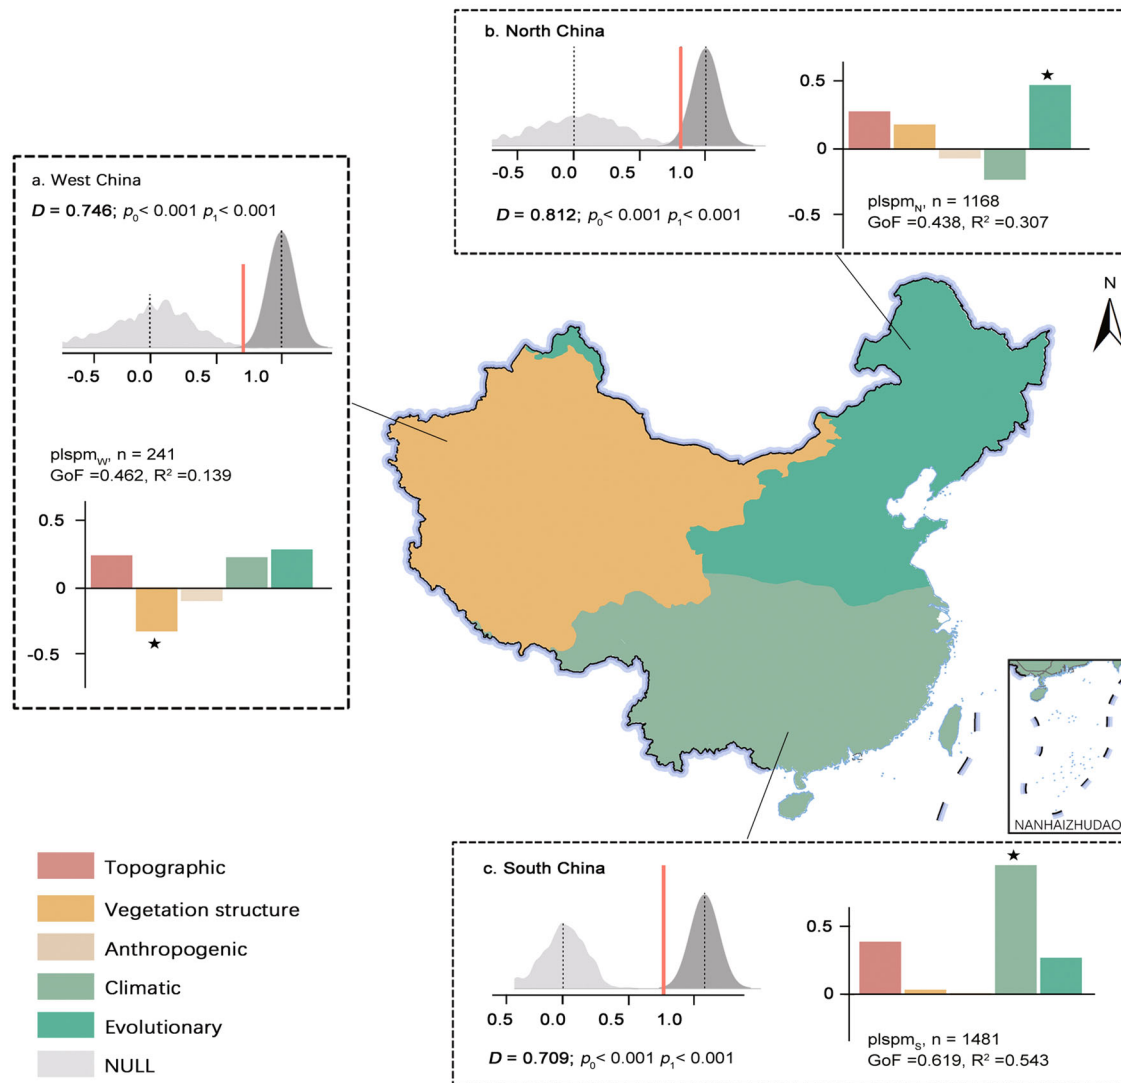 b. North China
-0.5 0.0 0.5 1.0
D = 0.812; p₀< 0.001 p₁< 0.001
0.5
0
-0.5
★
plspm_N, n = 1168
GoF =0.438, R² =0.307
a. West China
D = 0.746; p₀< 0.001 p₁< 0.001
-0.5 0.0 0.5 1.0
plspm_W, n = 241
GoF =0.462, R² =0.139
0.5
0
-0.5
★
N
NANHAIZHUDAO
Topographic
Vegetation structure
Anthropogenic
Climatic
Evolutionary
NULL
c. South China
0.5 0.0 0.5 1.0
D = 0.709; p₀< 0.001 p₁< 0.001
★
0.5
0
plspm_S, n = 1481
GoF =0.619, R² =0.543